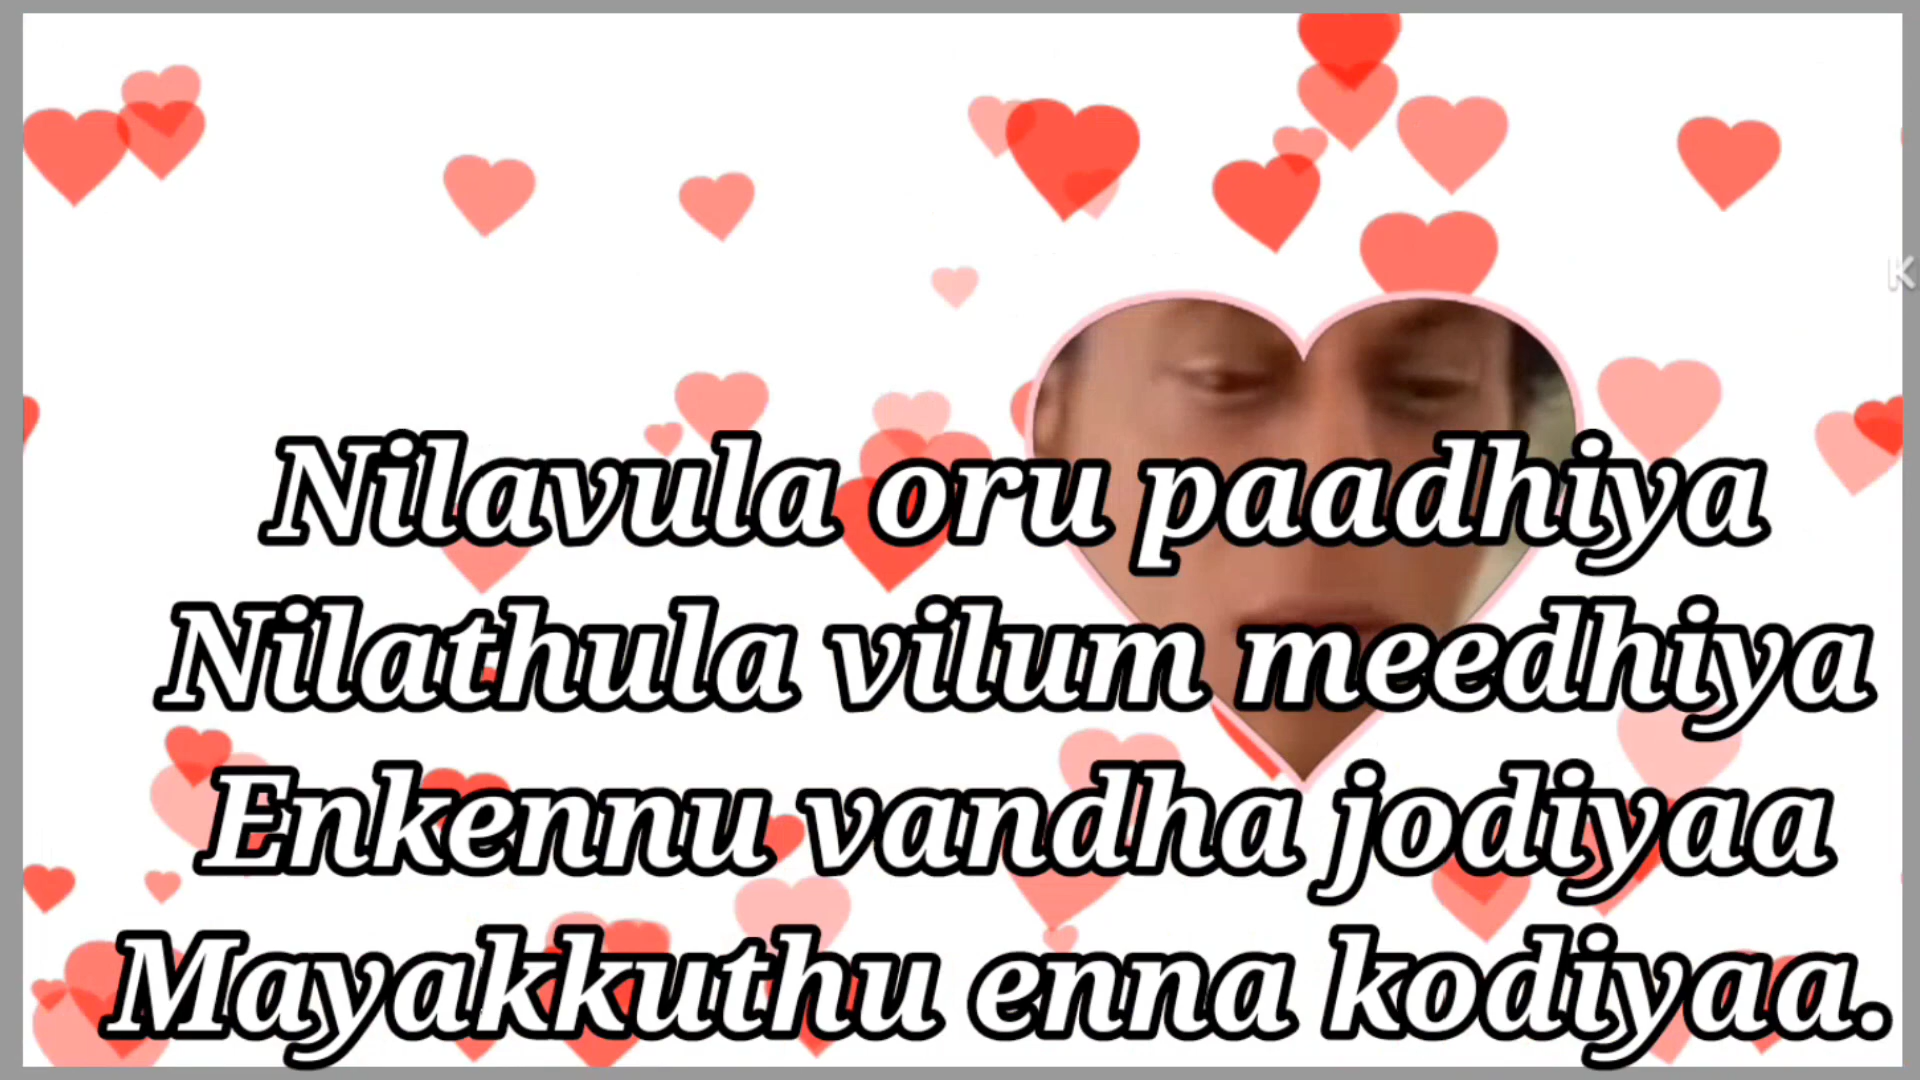 K
Nilavula oru paadhiya
Nilathula vilum meedhiya
Enkennu vandha jodiyaa
Mayakkuthu enna kodiyaa.